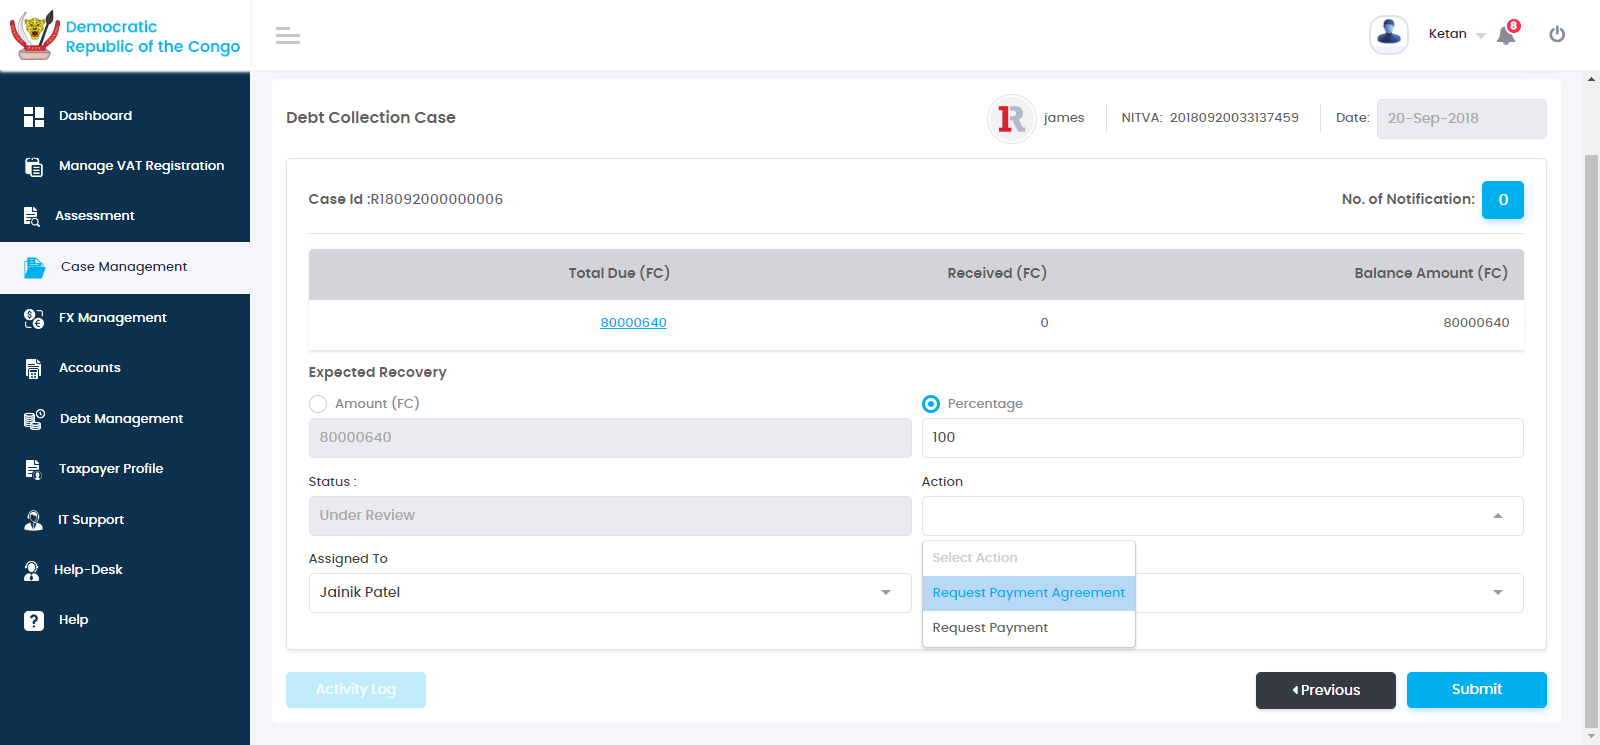 Democratic
Republic of the Congo
Ketan
8
Dashboard
Manage VAT Registration
Assessment
Case Management
FX Management
Accounts
Debt Management
Taxpayer Profile
IT Support
Help-Desk
Help
Debt Collection Case
1R
james
NITVA: 20180920033137459
Date:
20-Sep-2018
Case Id :R18092000000006
No. of Notification:
0
Total Due (FC) Received (FC) Balance Amount (FC)
80000640 0 80000640
Expected Recovery
Amount (FC)
Percentage
80000640
100
Status :
Action
Under Review
Select Action
Request Payment Agreement
Request Payment
Assigned To
Jainik Patel
Activity Log
Previous
Submit